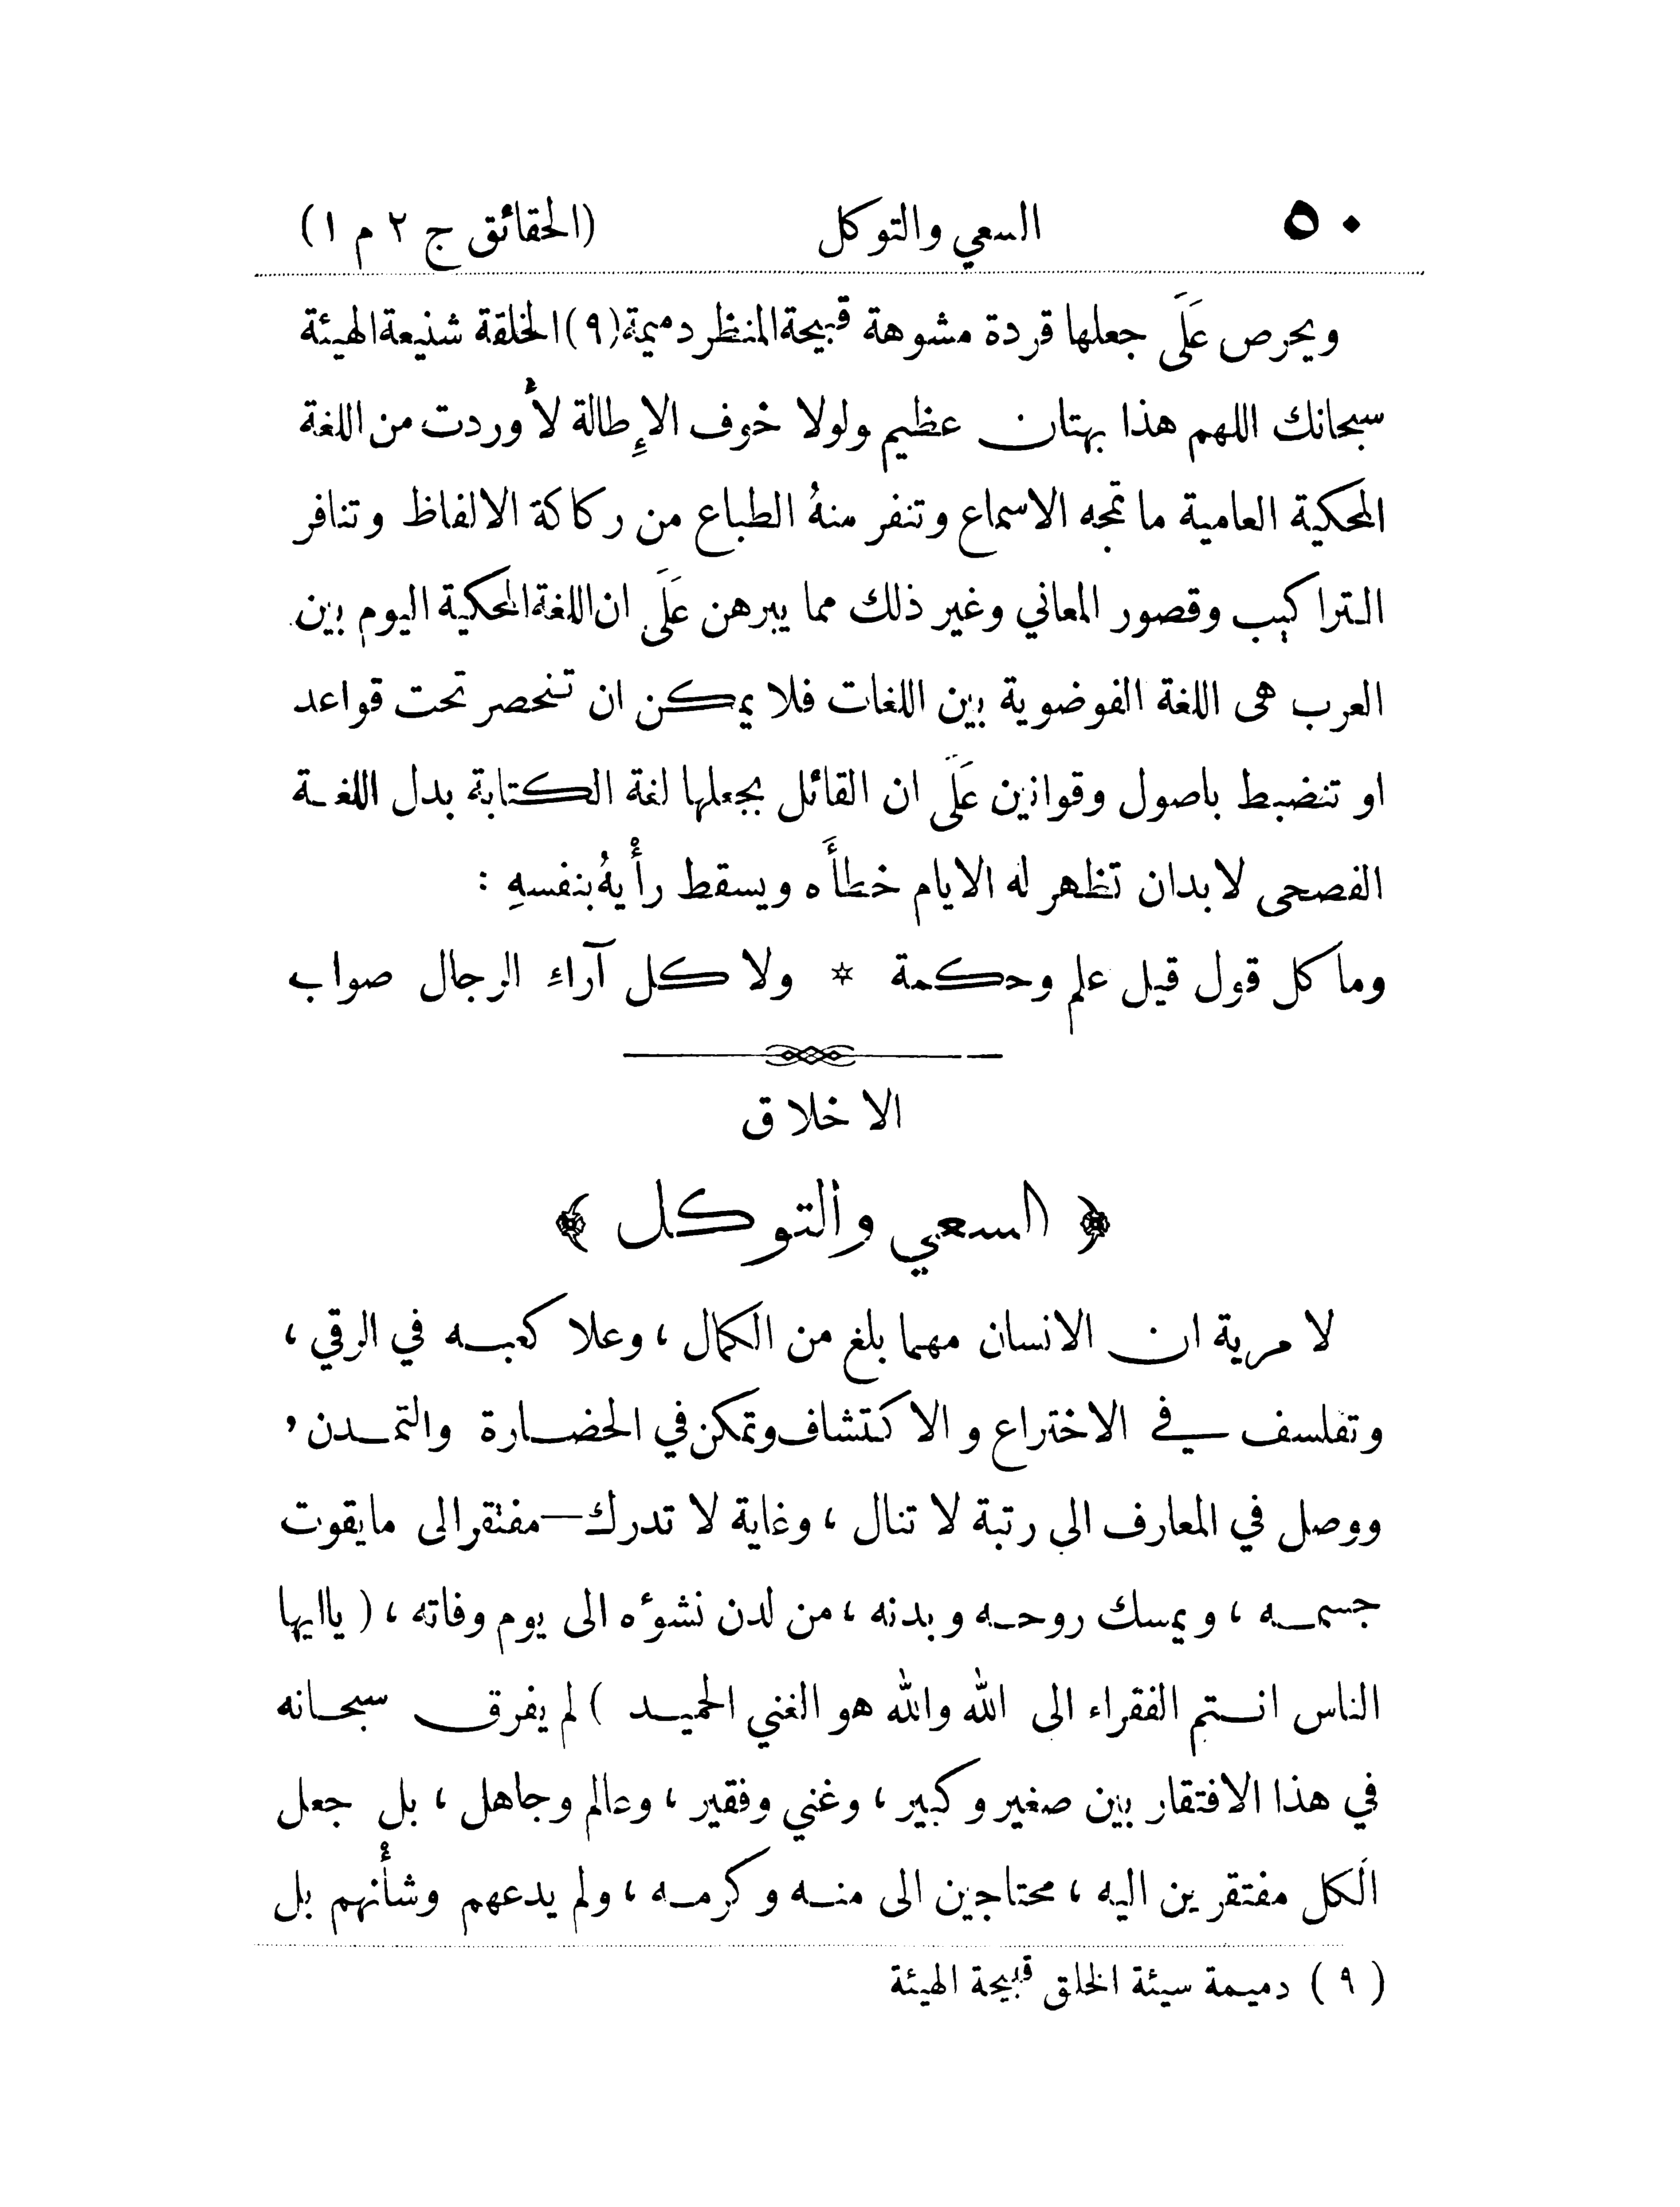 ٥٠ السعي والتوكل (الحقائق ج ٢ م ١)
ويحرص عَلَى جعلها قردة مشوهة قبيحة المنظر دميمة(٩)الخلقة شنيعة الهيئة
سبحانك اللهم هذا بهتان عظيم ولولا خوف الإطالة لأوردت من اللغة
المحكية العامية ما تمجه الاسماع وتنفر منهُ الطباع من ركاكة الالفاظ وتنافر
التراكيب وقصور المعاني وغير ذلك مما يبرهن عَلَى ان اللغة المحكية اليوم بين
العرب هى اللغة الفوضوية بين اللغات فلا يمكن ان تنحصر تحت قواعد
او تنضبط باصول وقوانين عَلَى ان القائل بجعلها لغة الكتابة بدل اللغة
الفصحى لابدان تظهر له الايام خطأَه ويسقط رأْيهُ بنفسهِ :
وما كل قول قيل علم وحكمة * ولا كل آراء الرجال صواب
الاخلاق
﴿ السعي والتوكل ﴾
لا مرية ان الانسان مهما بلغ من الكمال ، وعلا كعبه في الرقي ،
وتفلسف في الاختراع والاكتشاف وتمكن في الحضارة والتمدن ,
ووصل في المعارف الى رتبة لا تنال ، وغاية لا تدرك—مفتقر الى مايقوت
جسمه ، ويمسك روحه وبدنه ، من لدن نشوءه الى يوم وفاته ، ( ياايها
الناس انتم الفقراء الى الله والله هو الغني الحميد ) لم يفرق سبحانه
في هذا الافتقار بين صغير وكبير ، وغني وفقير ، وعالم وجاهل ، بل جعل
الكل مفتقرين اليه ، محتاجين الى منه وكرمه ، ولم يدعهم وشأْنهم بل
( ٩ ) دميمة سيئة الخلق قبيحة الهيئة